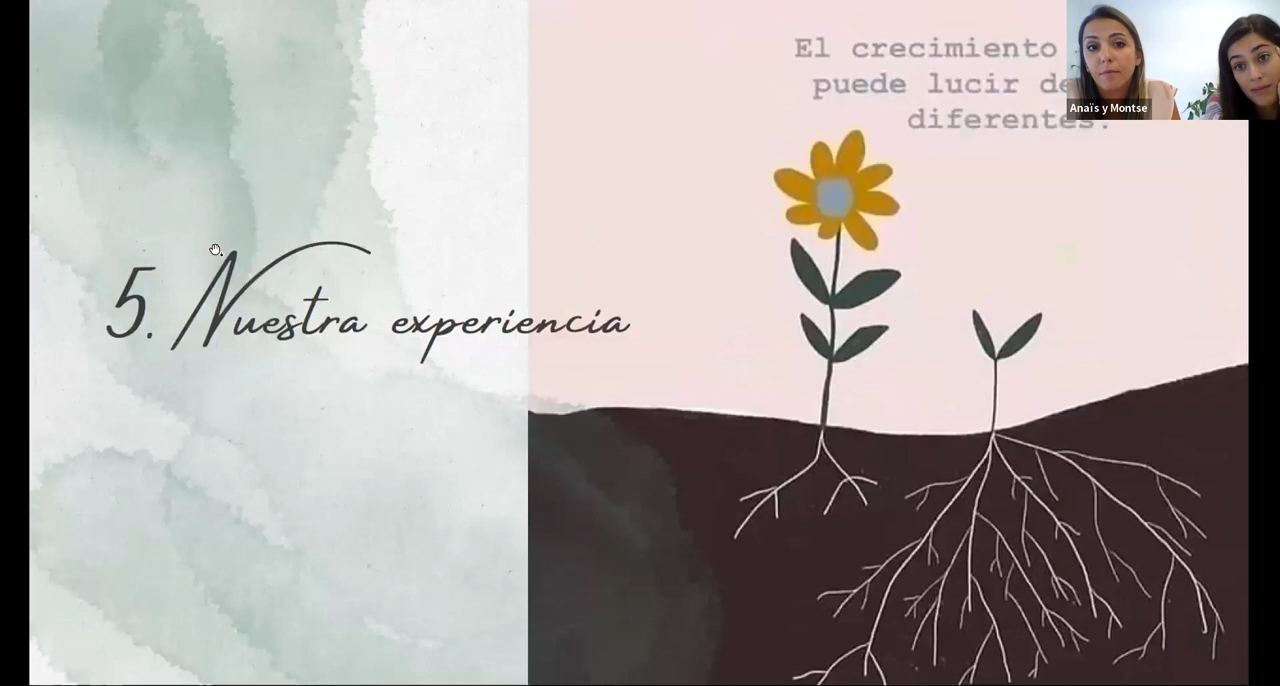 El crecimiento
puede lucir de
diferentes.
Anaïs y Montse
5. Nuestra experiencia